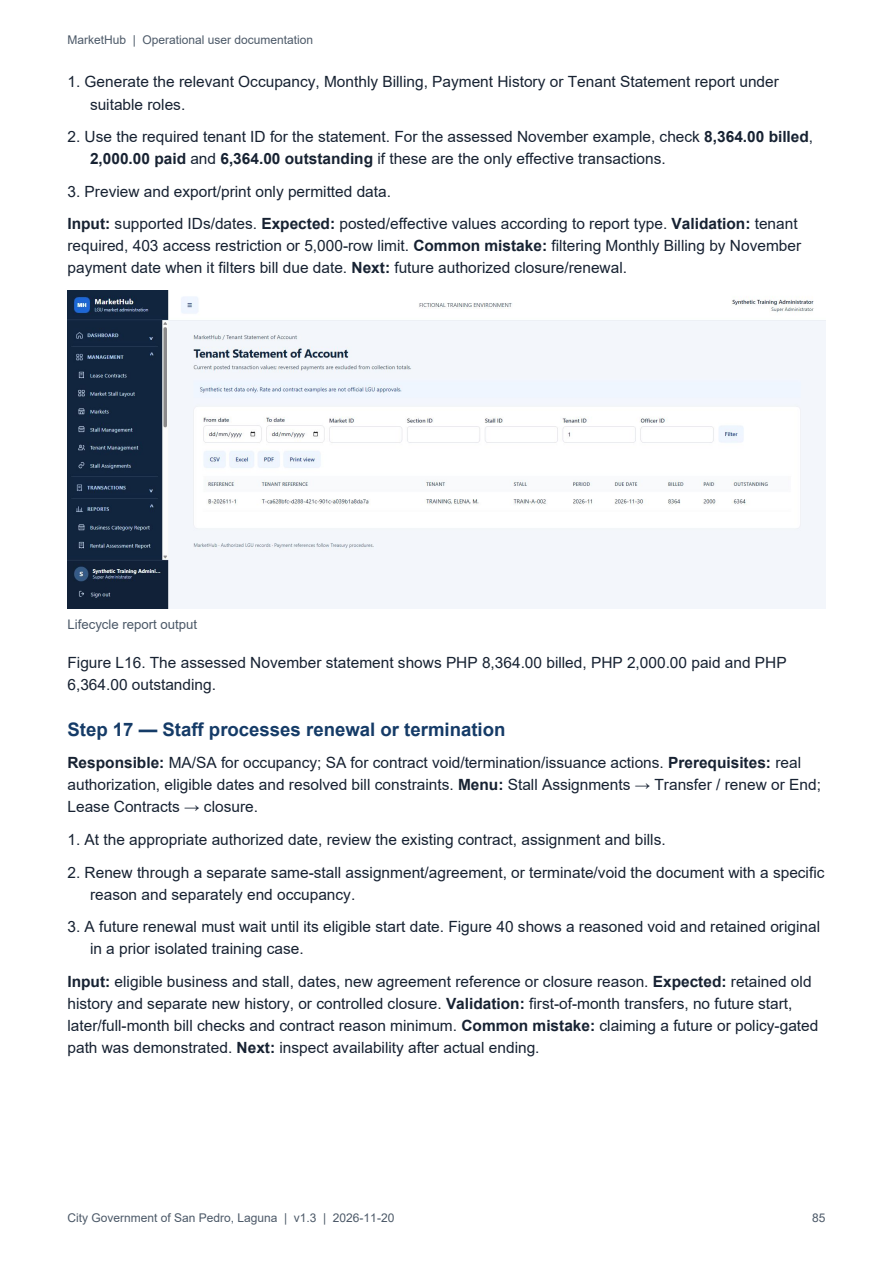 MarketHub | Operational user documentation
1. Generate the relevant Occupancy, Monthly Billing, Payment History or Tenant Statement report under
suitable roles.
2. Use the required tenant ID for the statement. For the assessed November example, check 8,364.00 billed,
2,000.00 paid and 6,364.00 outstanding if these are the only effective transactions.
3. Preview and export/print only permitted data.
Input: supported IDs/dates. Expected: posted/effective values according to report type. Validation: tenant
required, 403 access restriction or 5,000-row limit. Common mistake: filtering Monthly Billing by November
payment date when it filters bill due date. Next: future authorized closure/renewal.
MH
MarketHub
LGU market administration
DASHBOARD
MANAGEMENT
Lease Contracts
Market Stall Layout
Markets
Stall Management
Tenant Management
Stall Assignments
TRANSACTIONS
REPORTS
Business Category Report
Rental Assessment Report
S
Synthetic Training Admini...
Super Administrator
Sign out
FICTIONAL TRAINING ENVIRONMENT
Synthetic Training Administrator
Super Administrator
MarketHub / Tenant Statement of Account
Tenant Statement of Account
Current posted transaction values; reversed payments are excluded from collection totals.
Synthetic test data only. Rate and contract examples are not official LGU approvals.
From date To date Market ID Section ID Stall ID Tenant ID Officer ID
dd/mm/yyyy dd/mm/yyyy 1 Filter
CSV Excel PDF Print view
REFERENCE TENANT REFERENCE TENANT STALL PERIOD DUE DATE BILLED PAID OUTSTANDING
B-202611-1 T-ca628bfc-d288-421c-901c-a039b1a8da7a TRAINING, ELENA, M. TRAIN-A-002 2026-11 2026-11-30 8364 2000 6364
MarketHub · Authorized LGU records · Payment references follow Treasury procedures.
Lifecycle report output
Figure L16. The assessed November statement shows PHP 8,364.00 billed, PHP 2,000.00 paid and PHP
6,364.00 outstanding.
Step 17 — Staff processes renewal or termination
Responsible: MA/SA for occupancy; SA for contract void/termination/issuance actions. Prerequisites: real
authorization, eligible dates and resolved bill constraints. Menu: Stall Assignments → Transfer / renew or End;
Lease Contracts → closure.
1. At the appropriate authorized date, review the existing contract, assignment and bills.
2. Renew through a separate same-stall assignment/agreement, or terminate/void the document with a specific
reason and separately end occupancy.
3. A future renewal must wait until its eligible start date. Figure 40 shows a reasoned void and retained original
in a prior isolated training case.
Input: eligible business and stall, dates, new agreement reference or closure reason. Expected: retained old
history and separate new history, or controlled closure. Validation: first-of-month transfers, no future start,
later/full-month bill checks and contract reason minimum. Common mistake: claiming a future or policy-gated
path was demonstrated. Next: inspect availability after actual ending.
City Government of San Pedro, Laguna | v1.3 | 2026-11-20
85